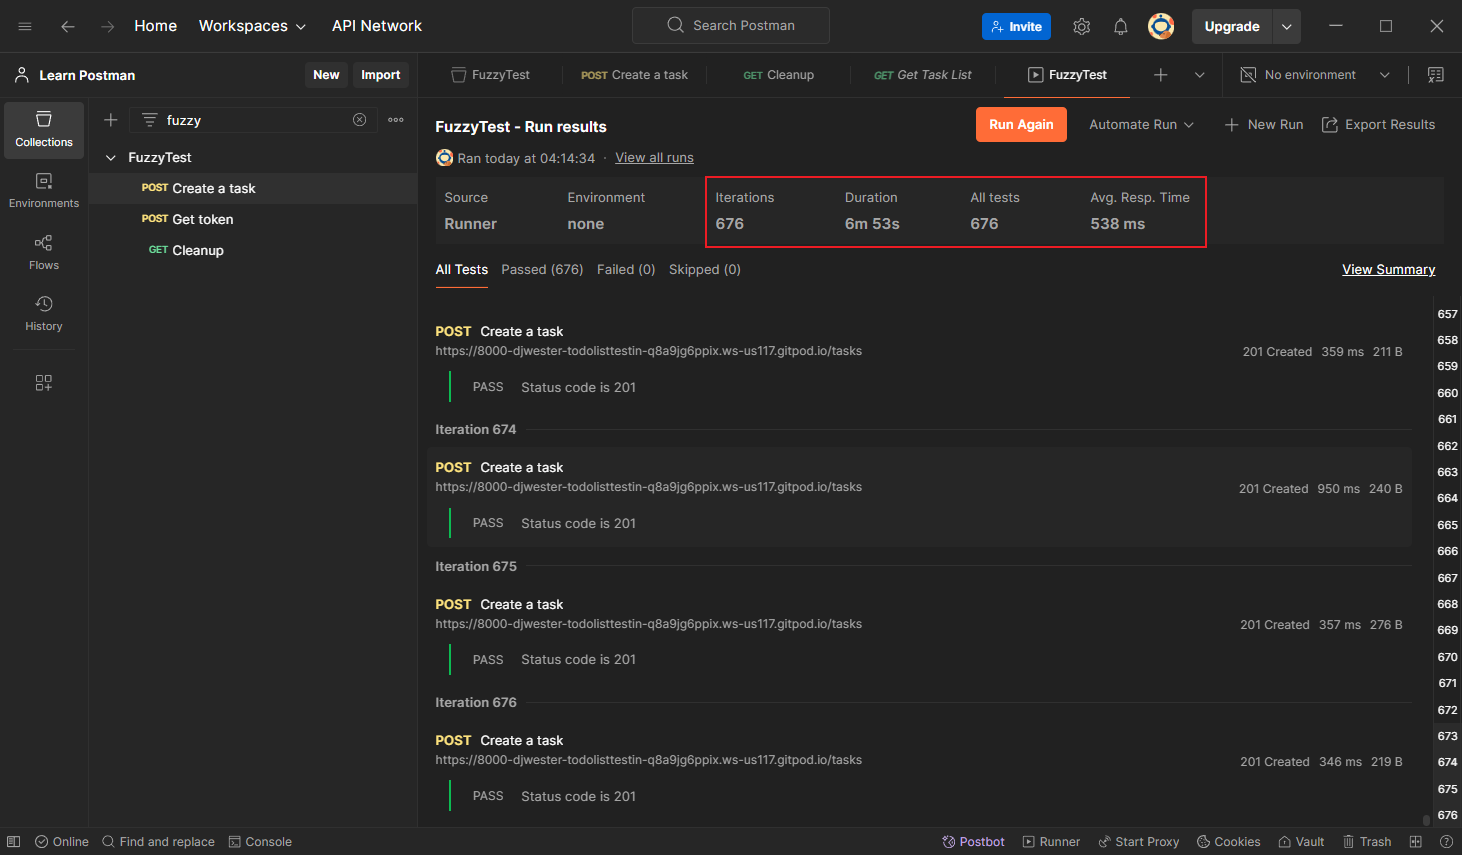 Home Workspaces API Network Search Postman Invite Upgrade
Learn Postman New Import
FuzzyTest POST Create a task GET Cleanup GET Get Task List FuzzyTest No environment
Collections
Environments
Flows
History
fuzzy
FuzzyTest
POST Create a task
POST Get token
GET Cleanup
FuzzyTest - Run results
Run Again Automate Run New Run Export Results
Ran today at 04:14:34 · View all runs
Source Environment Iterations Duration All tests Avg. Resp. Time
Runner none 676 6m 53s 676 538 ms
All Tests Passed (676) Failed (0) Skipped (0) View Summary
POST Create a task
https://8000-djwester-todolisttestin-q8a9jg6ppix.ws-us117.gitpod.io/tasks
201 Created 359 ms 211 B
PASS Status code is 201
Iteration 674
POST Create a task
https://8000-djwester-todolisttestin-q8a9jg6ppix.ws-us117.gitpod.io/tasks
201 Created 950 ms 240 B
PASS Status code is 201
Iteration 675
POST Create a task
https://8000-djwester-todolisttestin-q8a9jg6ppix.ws-us117.gitpod.io/tasks
201 Created 357 ms 276 B
PASS Status code is 201
Iteration 676
POST Create a task
https://8000-djwester-todolisttestin-q8a9jg6ppix.ws-us117.gitpod.io/tasks
201 Created 346 ms 219 B
PASS Status code is 201
657
658
659
660
661
662
663
664
665
666
667
668
669
670
671
672
673
674
675
676
Online Find and replace Console Postbot Runner Start Proxy Cookies Vault Trash